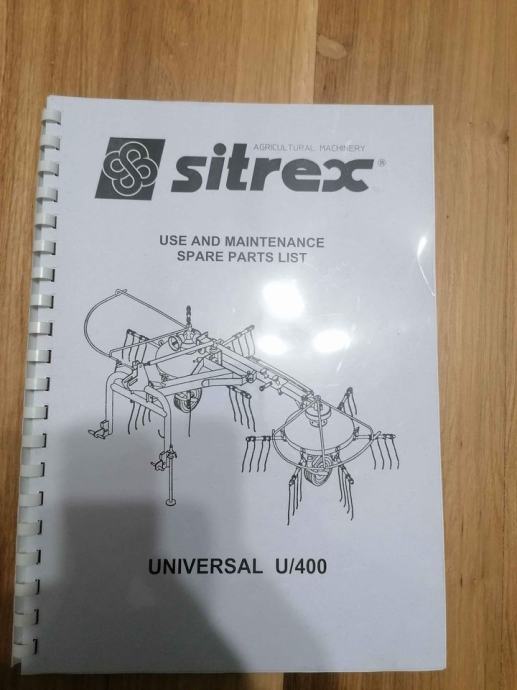 AGRICULTURAL MACHINERY
sitrex®
USE AND MAINTENANCE
SPARE PARTS LIST
UNIVERSAL U/400